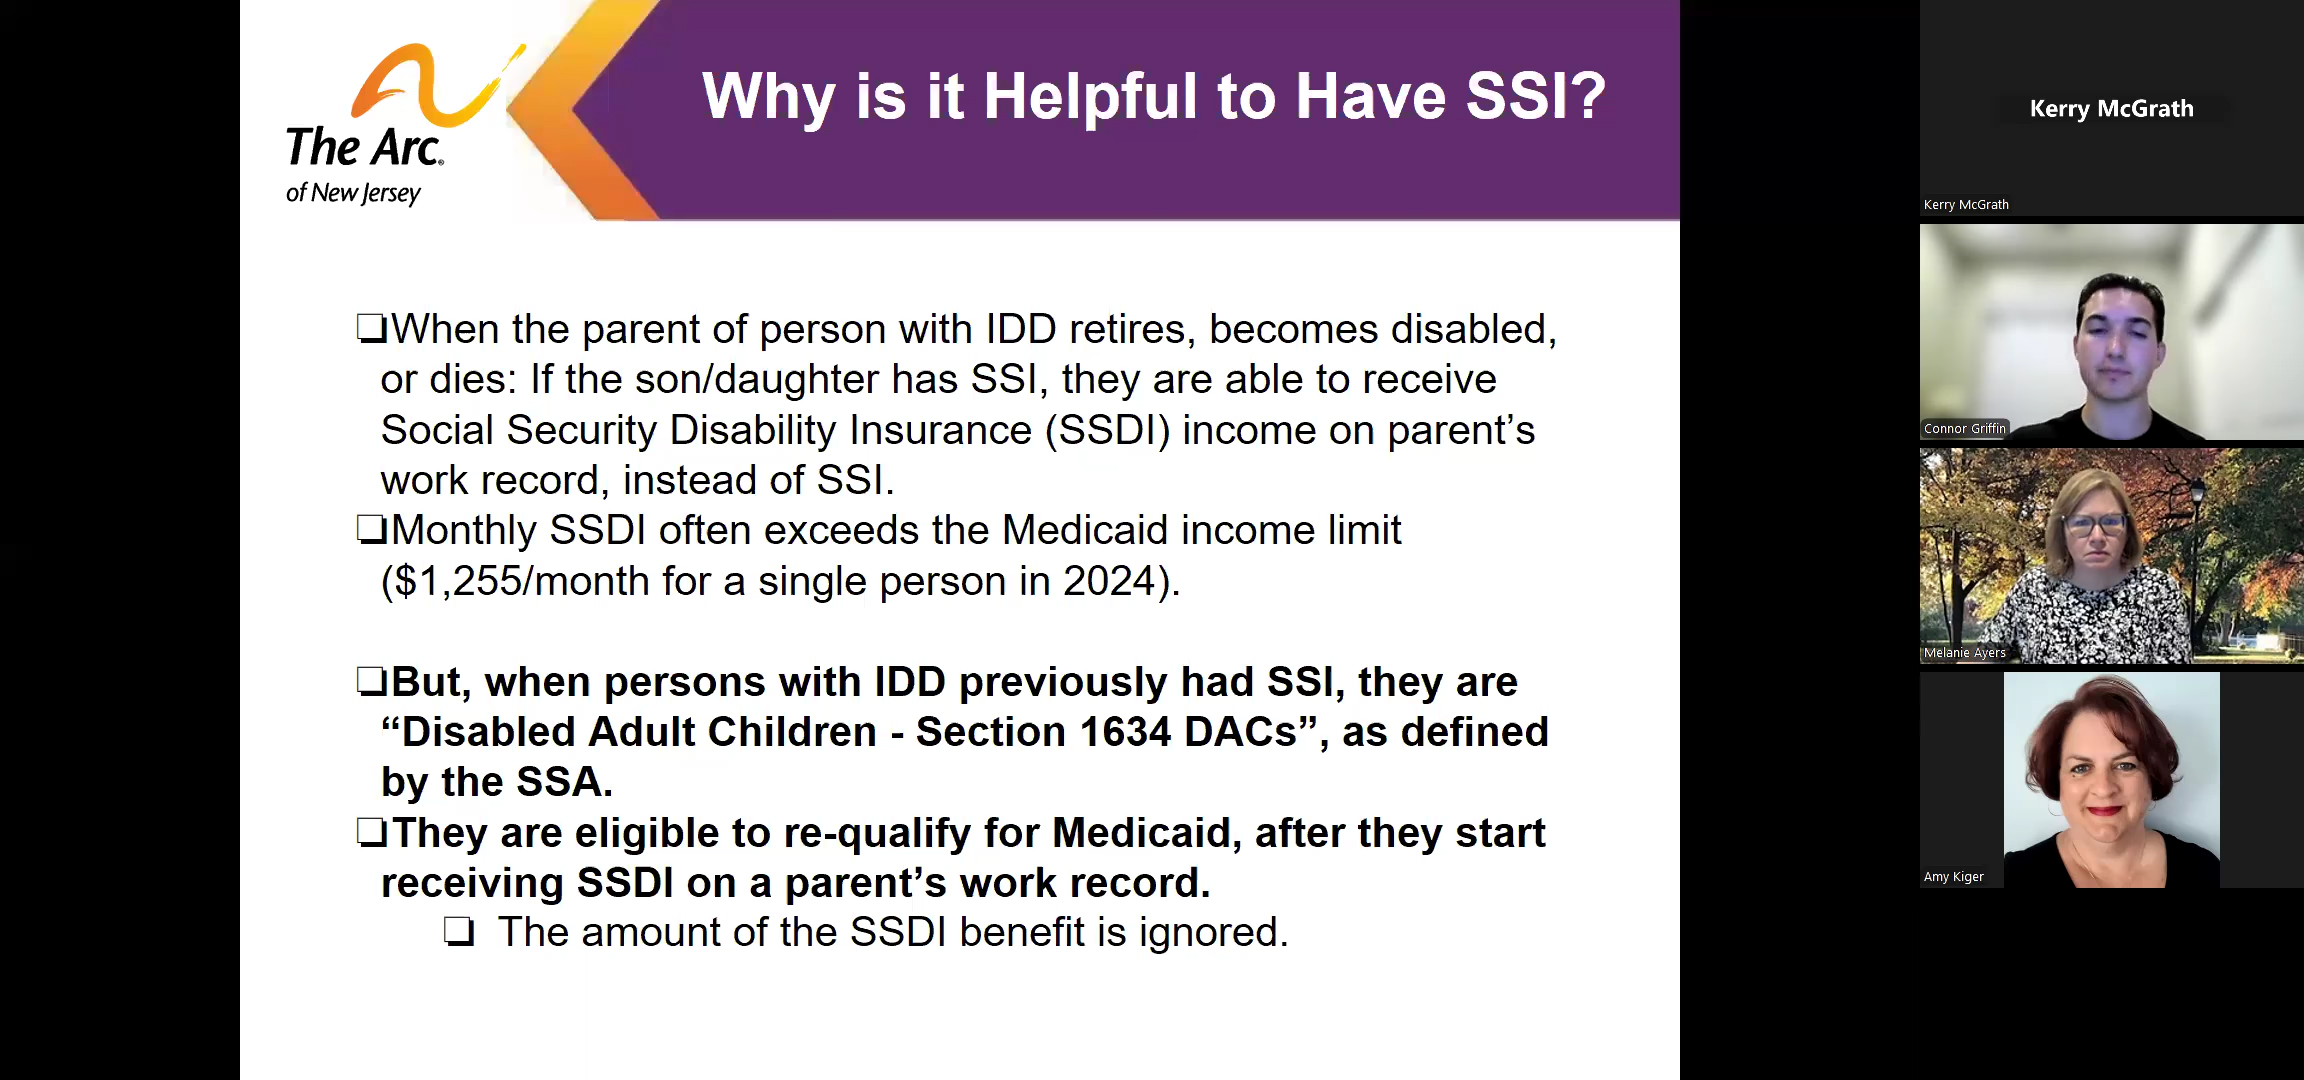 The Arc®
of New Jersey
Why is it Helpful to Have SSI?
❏When the parent of person with IDD retires, becomes disabled,
or dies: If the son/daughter has SSI, they are able to receive
Social Security Disability Insurance (SSDI) income on parent’s
work record, instead of SSI.
❏Monthly SSDI often exceeds the Medicaid income limit
($1,255/month for a single person in 2024).
❏But, when persons with IDD previously had SSI, they are
“Disabled Adult Children - Section 1634 DACs”, as defined
by the SSA.
❏They are eligible to re-qualify for Medicaid, after they start
receiving SSDI on a parent’s work record.
❏ The amount of the SSDI benefit is ignored.
Kerry McGrath
Kerry McGrath
Connor Griffin
Melanie Ayers
Amy Kiger